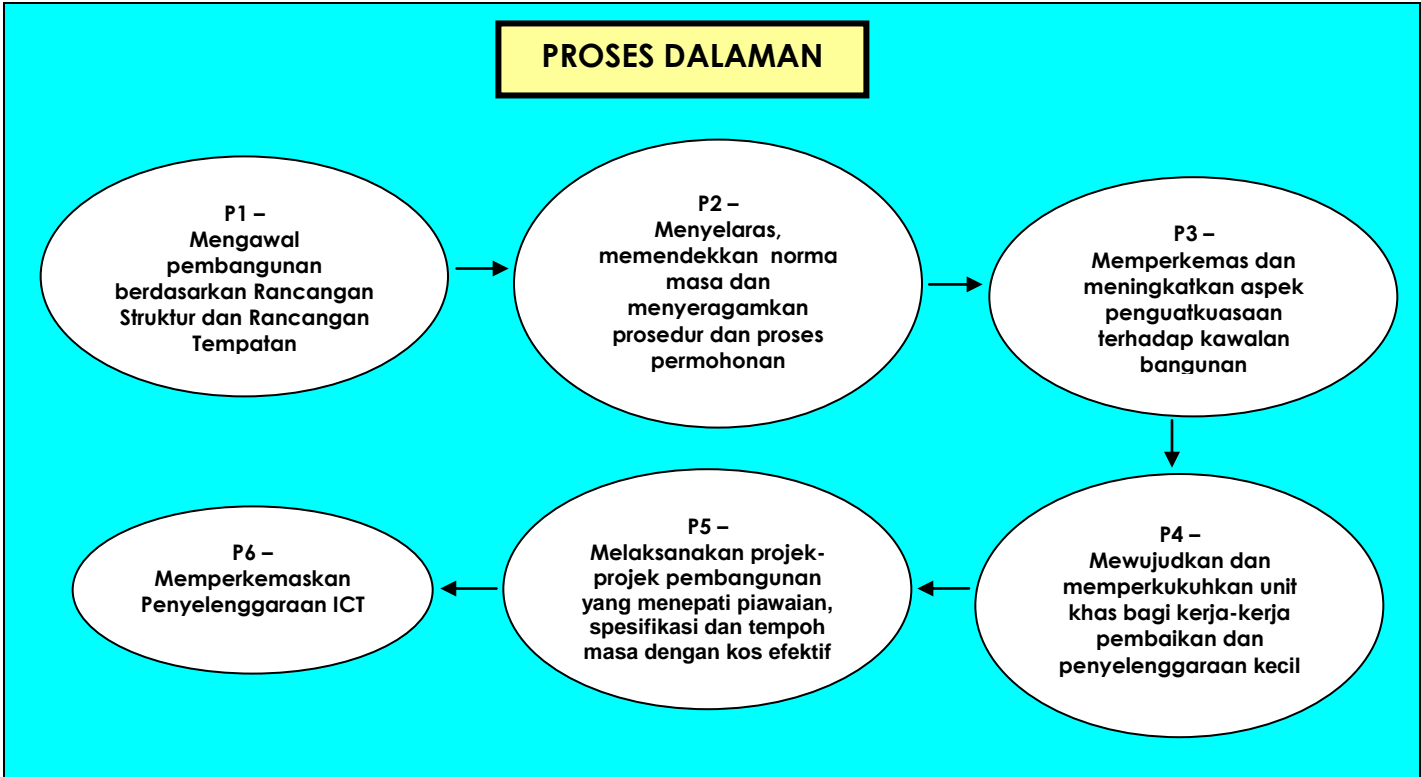 PROSES DALAMAN
P1 –
Mengawal
pembangunan
berdasarkan Rancangan
Struktur dan Rancangan
Tempatan
P2 –
Menyelaras,
memendekkan norma
masa dan
menyeragamkan
prosedur dan proses
permohonan
P3 –
Memperkemas dan
meningkatkan aspek
penguatkuasaan
terhadap kawalan
bangunan
P4 –
Mewujudkan dan
memperkukuhkan unit
khas bagi kerja-kerja
pembaikan dan
penyelenggaraan kecil
P5 –
Melaksanakan projek-
projek pembangunan
yang menepati piawaian,
spesifikasi dan tempoh
masa dengan kos efektif
P6 –
Memperkemaskan
Penyelenggaraan ICT